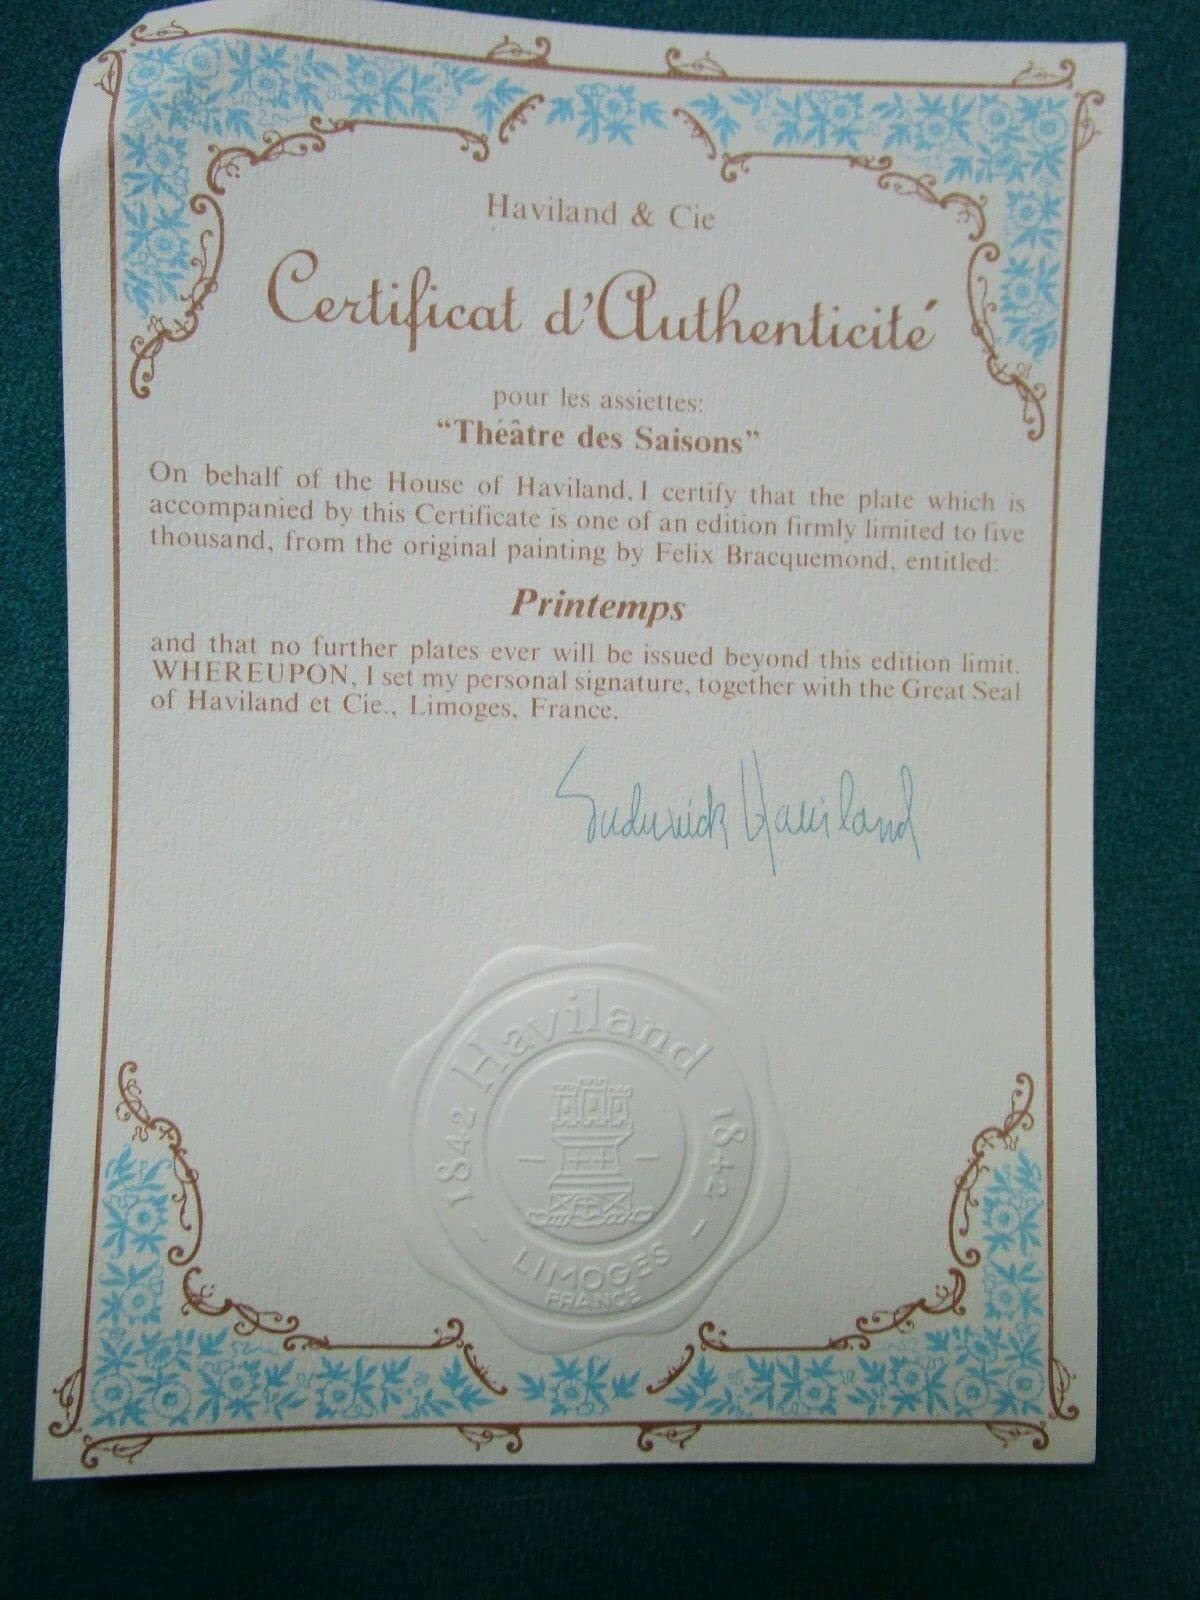 Haviland & Cie
Certificat d'Authenticité
pour les assiettes:
“Théâtre des Saisons”
On behalf of the House of Haviland, I certify that the plate which is
accompanied by this Certificate is one of an edition firmly limited to five
thousand, from the original painting by Felix Bracquemond, entitled:
Printemps
and that no further plates ever will be issued beyond this edition limit.
WHEREUPON, I set my personal signature, together with the Great Seal
of Haviland et Cie., Limoges, France.
Frederick Haviland
Haviland
1842 1842
LIMOGES
FRANCE